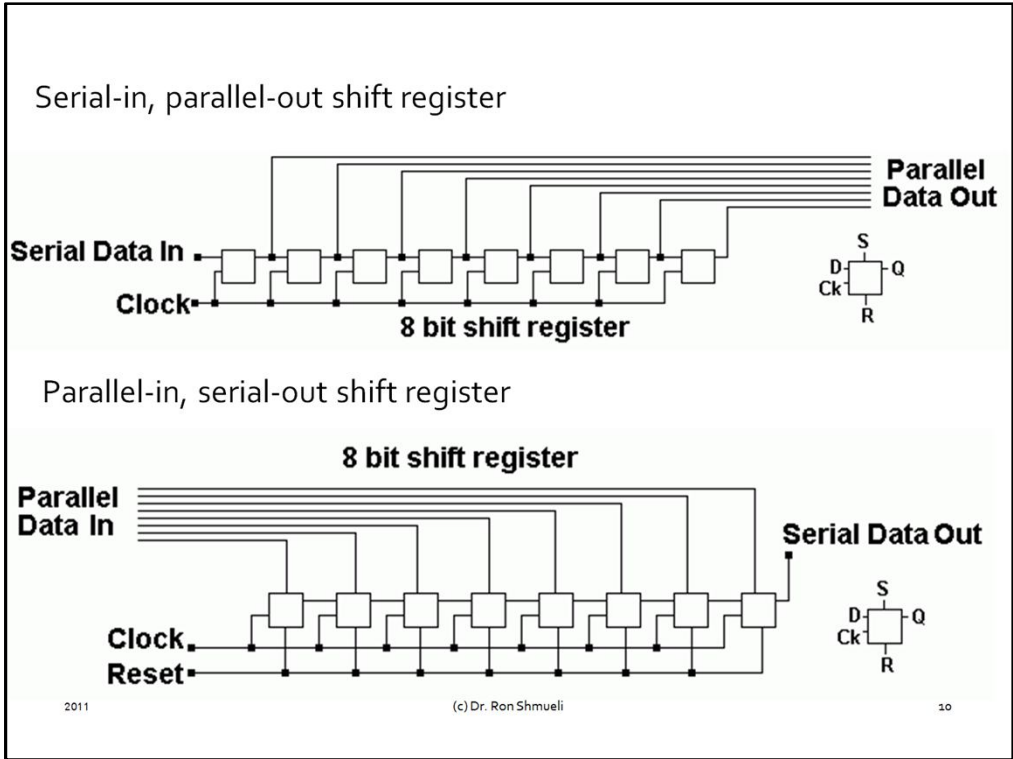 Serial-in, parallel-out shift register
Parallel
Data Out
Serial Data In
Clock
8 bit shift register
S
D
Q
Ck
R
Parallel-in, serial-out shift register
8 bit shift register
Parallel
Data In
Serial Data Out
Clock
Reset
S
D
Q
Ck
R
2011
(c) Dr. Ron Shmueli
10